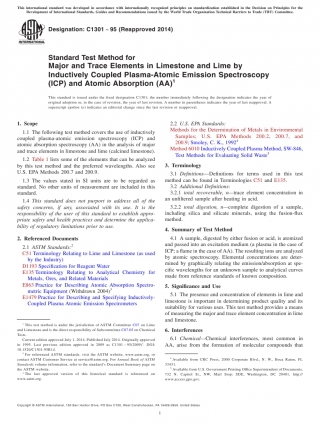 This international standard was developed in accordance with internationally recognized principles on standardization established in the Decision on Principles for the
Development of International Standards, Guides and Recommendations issued by the World Trade Organization Technical Barriers to Trade (TBT) Committee.
Designation: C1301 − 95 (Reapproved 2014)
Standard Test Method for
Major and Trace Elements in Limestone and Lime by
Inductively Coupled Plasma-Atomic Emission Spectroscopy
(ICP) and Atomic Absorption (AA)1
This standard is issued under the fixed designation C1301; the number immediately following the designation indicates the year of
original adoption or, in the case of revision, the year of last revision. A number in parentheses indicates the year of last reapproval. A
superscript epsilon (ε) indicates an editorial change since the last revision or reapproval.
1. Scope
1.1 The following test method covers the use of inductively
coupled plasma-atomic emission spectroscopy (ICP) and
atomic absorption spectroscopy (AA) in the analysis of major
and trace elements in limestone and lime (calcined limestone).
1.2 Table 1 lists some of the elements that can be analyzed
by this test method and the preferred wavelengths. Also see
U.S. EPA Methods 200.7 and 200.9.
1.3 The values stated in SI units are to be regarded as
standard. No other units of measurement are included in this
standard.
1.4 This standard does not purport to address all of the
safety concerns, if any, associated with its use. It is the
responsibility of the user of this standard to establish appro-
priate safety and health practices and determine the applica-
bility of regulatory limitations prior to use.
2. Referenced Documents
2.1 ASTM Standards:2
C51 Terminology Relating to Lime and Limestone (as used
by the Industry)
D1193 Specification for Reagent Water
E135 Terminology Relating to Analytical Chemistry for
Metals, Ores, and Related Materials
E863 Practice for Describing Atomic Absorption Spectro-
metric Equipment (Withdrawn 2004)3
E1479 Practice for Describing and Specifying Inductively-
Coupled Plasma Atomic Emission Spectrometers
1 This test method is under the jurisdiction of ASTM Committee C07 on Lime
and Limestone and is the direct responsibility of Subcommittee C07.05 on Chemical
Test.
Current edition approved July 1, 2014. Published July 2014. Originally approved
in 1995. Last previous edition approved in 2009 as C1301 – 95(2009)
DOI:
2 For referenced ASTM standards, visit the ASTM website, www.astm.org, or
contact ASTM Customer Service at service@astm.org. For Annual Book of ASTM
Standards volume information, refer to the standard's Document Summary page on
the ASTM website.
3 The last approved version of this historical standard is referenced on
www.astm.org.
2.2 U.S. EPA Standards:
Methods for the Determination of Metals in Environmental
Samples; U.S. EPA Methods 200.2, 200.7, and
200.9; Smoley, C. K., 19924
Method 6010 Inductively Coupled Plasma Method, SW-846,
Test Methods for Evaluating Solid Waste5
3. Terminology
3.1 Definitions—Definitions for terms used in this test
method can be found in Terminologies C51 and E135.
3.2 Additional Definitions:
3.2.1 total recoverable, n—trace element concentration in
an unfiltered sample after heating in acid.
3.2.2 total digestion, n—complete digestion of a sample,
including silica and silicate minerals, using the fusion-flux
method.
4. Summary of Test Method
4.1 A sample, digested by either fusion or acid, is atomized
and passed into an excitation medium (a plasma in the case of
ICP; a flame in the case of AA). The resulting ions are analyzed
by atomic spectroscopy. Elemental concentrations are deter-
mined by graphically relating the emission/absorption at spe-
cific wavelengths for an unknown sample to analytical curves
made from reference standards of known composition.
5. Significance and Use
5.1 The presence and concentration of elements in lime and
limestone is important in determining product quality and its
suitability for various uses. This test method provides a means
of measuring the major and trace element concentration in lime
and limestone.
6. Interferences
6.1 Chemical—Chemical interferences, most common in
AA, arise from the formation of molecular compounds that
4 Available from CRC Press, 2000 Corporate Blvd., N. W., Boca Raton, FL
33431.
5 Available from U.S. Government Printing Office Superintendent of Documents,
732 N. Capitol St., NW, Mail Stop: SDE, Washington, DC 20401, http://
www.access.gpo.gov.
Copyright © ASTM International, 100 Barr Harbor Drive, PO Box C700, West Conshohocken, PA 19428-2959. United States
1